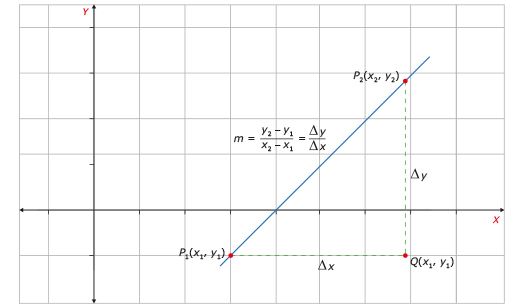 Y
P₂(x₂, y₂)
m = (y₂ – y₁)/(x₂ – x₁) = Δy/Δx
Δy
X
P₁(x₁, y₁)
Δx
Q(x₁, y₁)